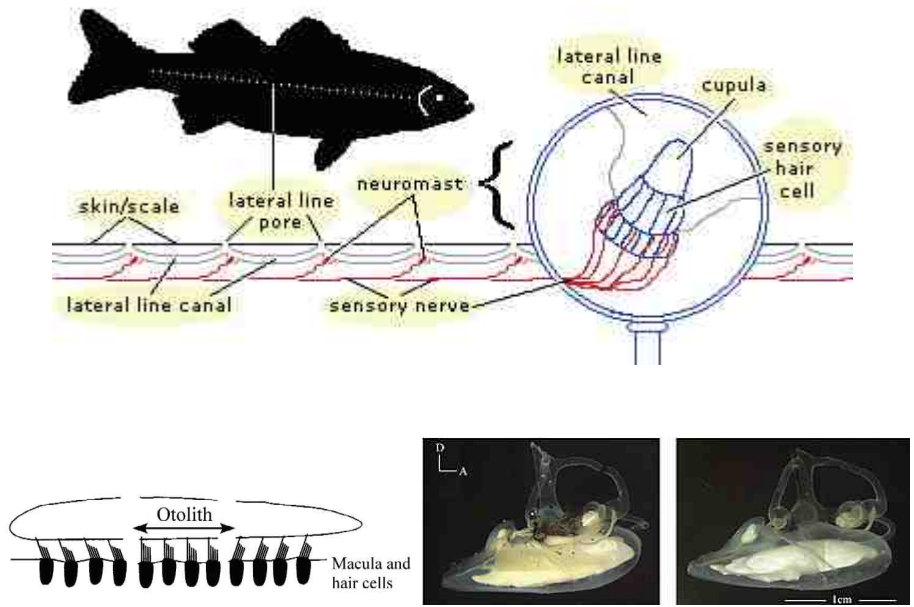 lateral line
canal
cupula
sensory
hair
cell
neuromast
lateral line
pore
skin/scale
lateral line canal
sensory nerve
D
A
Otolith
Macula and
hair cells
1cm